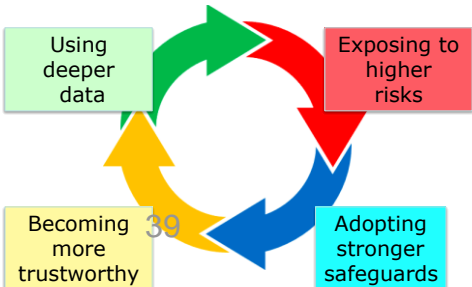 Using
deeper
data
Exposing to
higher
risks
Becoming
more
trustworthy
39
Adopting
stronger
safeguards